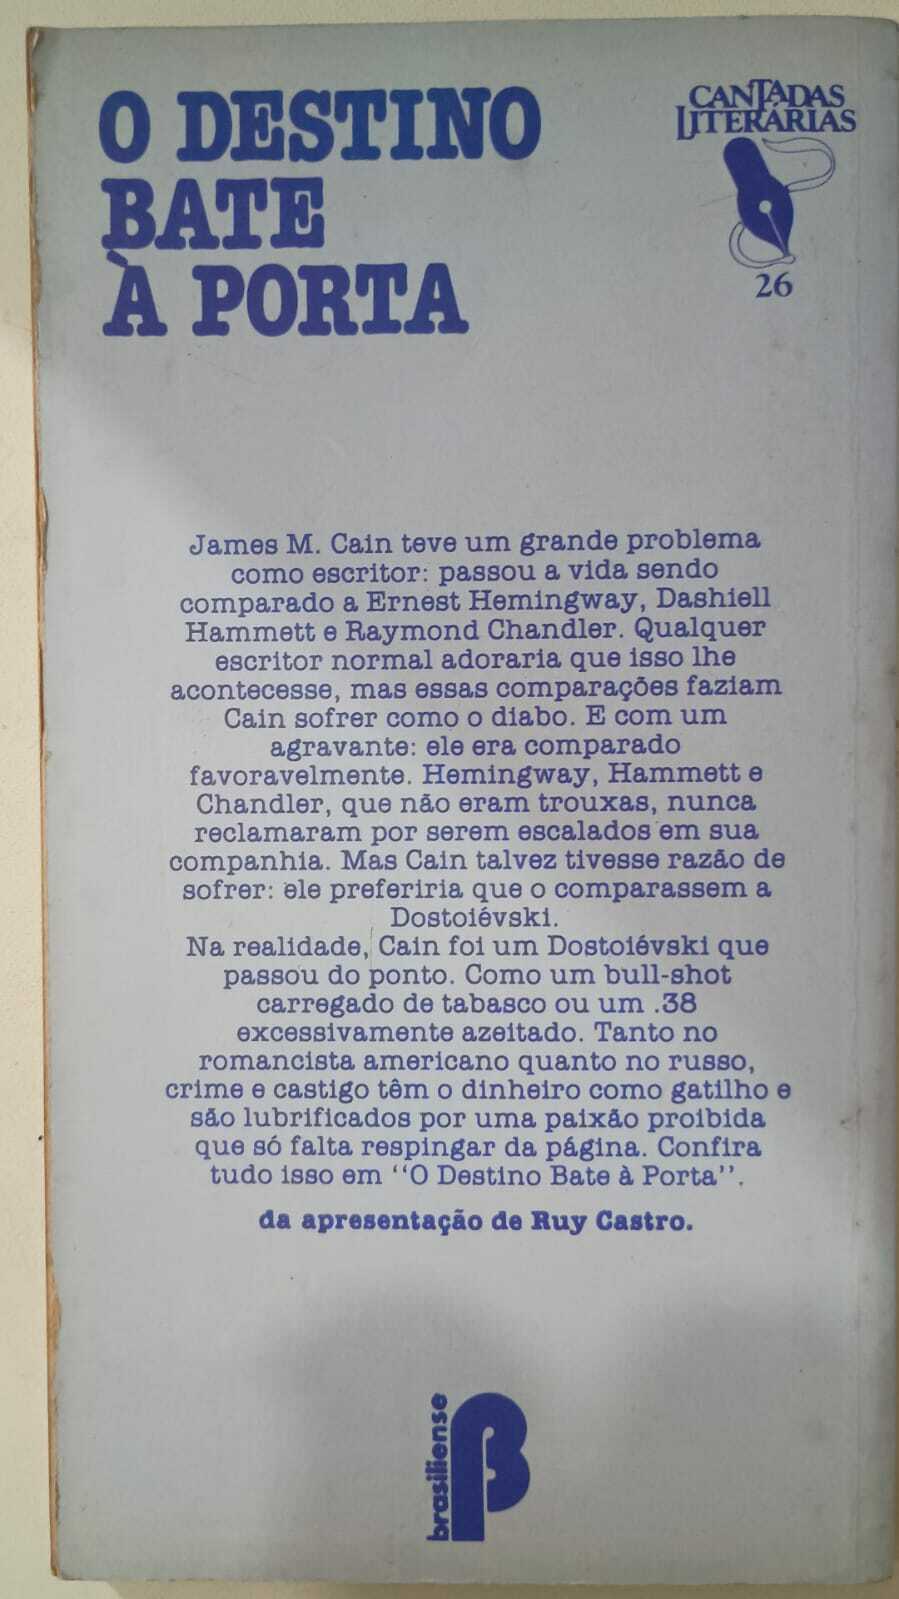 O DESTINO
BATE
À PORTA
CANTADAS
LITERÁRIAS
26
James M. Cain teve um grande problema
como escritor: passou a vida sendo
comparado a Ernest Hemingway, Dashiell
Hammett e Raymond Chandler. Qualquer
escritor normal adoraria que isso lhe
acontecesse, mas essas comparações faziam
Cain sofrer como o diabo. E com um
agravante: ele era comparado
favoravelmente. Hemingway, Hammett e
Chandler, que não eram trouxas, nunca
reclamaram por serem escalados em sua
companhia. Mas Cain talvez tivesse razão de
sofrer: ele preferiria que o comparassem a
Dostoiévski.
Na realidade, Cain foi um Dostoiévski que
passou do ponto. Como um bull-shot
carregado de tabasco ou um .38
excessivamente azeitado. Tanto no
romancista americano quanto no russo,
crime e castigo têm o dinheiro como gatilho e
são lubrificados por uma paixão proibida
que só falta respingar da página. Confira
tudo isso em "O Destino Bate à Porta".
da apresentação de Ruy Castro.
brasiliense